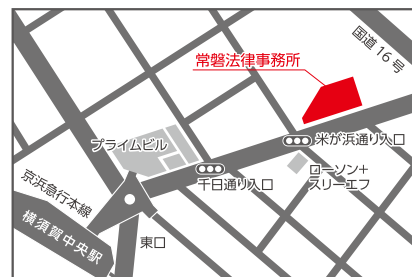 国道16号
常磐法律事務所
プライムビル
米が浜通り入口
千日通り入口
ローソン+
スリーエフ
京浜急行本線
横須賀中央駅
東口